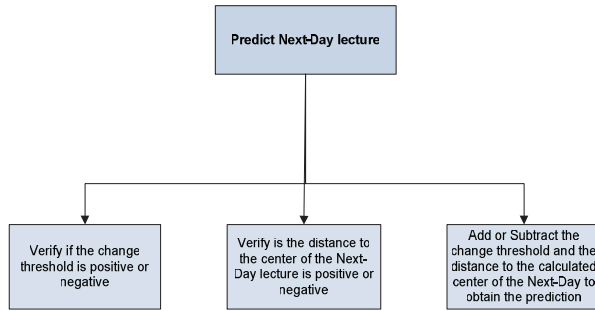 Predict Next-Day lecture
Verify if the change
threshold is positive or
negative
Verify is the distance to
the center of the Next-
Day lecture is positive or
negative
Add or Subtract the
change threshold and the
distance to the calculated
center of the Next-Day to
obtain the prediction